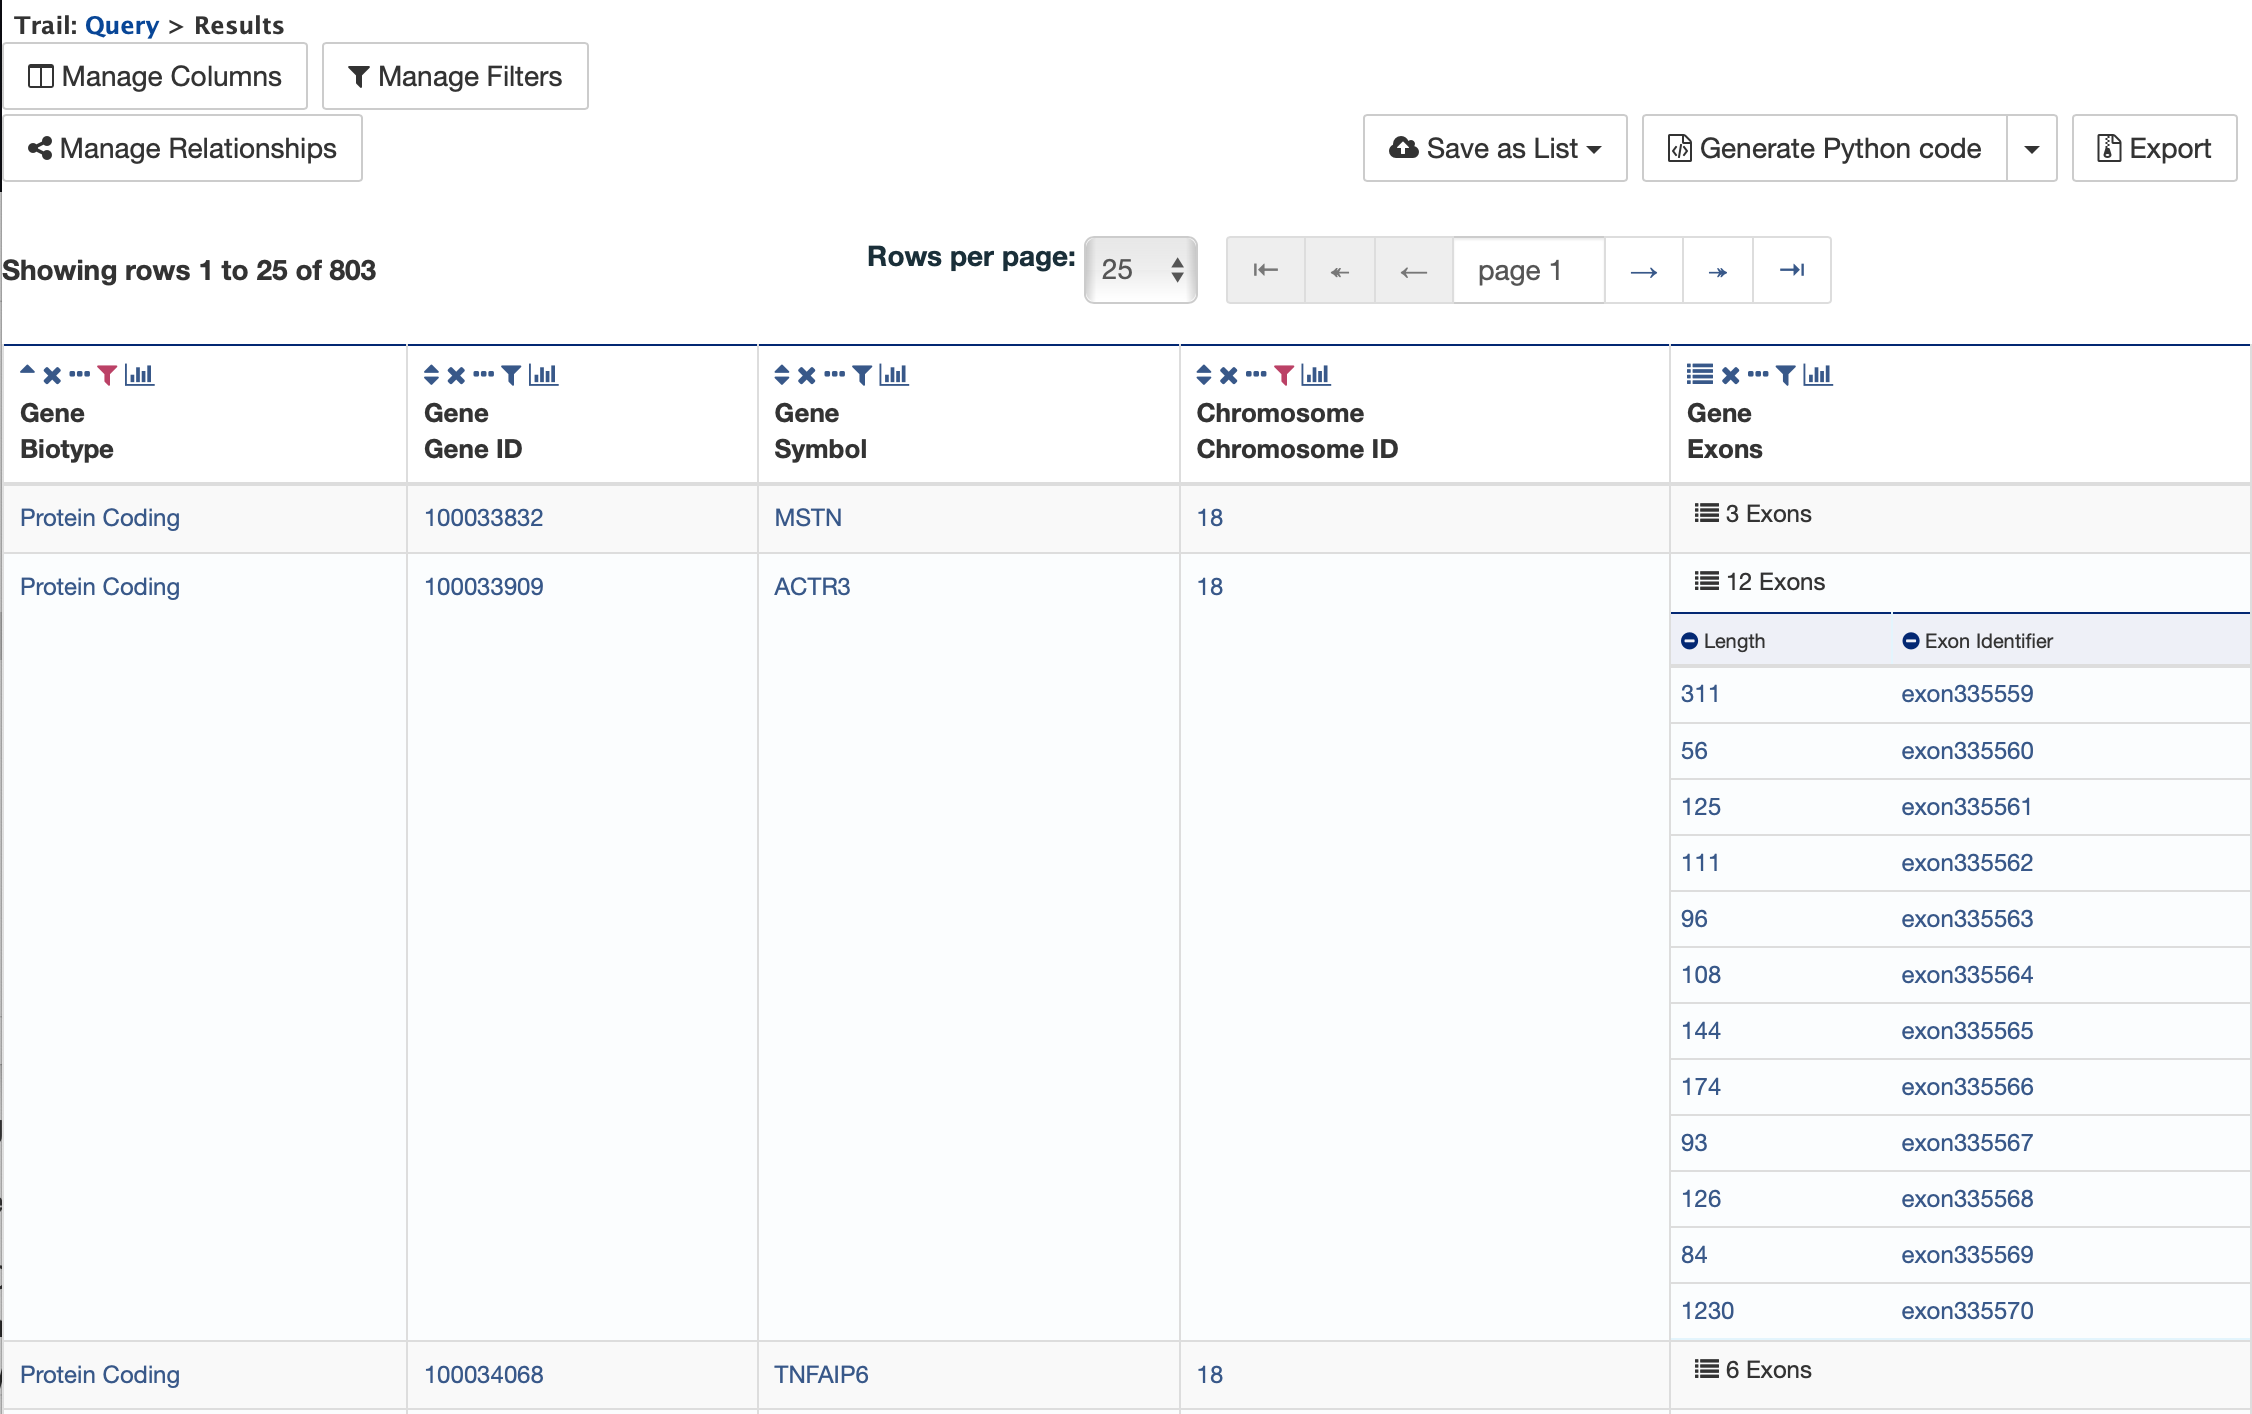 Trail: Query > Results
Manage Columns
Manage Filters
Manage Relationships
Save as List
Generate Python code
Export
Showing rows 1 to 25 of 803
Rows per page:
25
page 1
Gene
Biotype
Gene
Gene ID
Gene
Symbol
Chromosome
Chromosome ID
Gene
Exons
Protein Coding 100033832 MSTN 18 3 Exons
Protein Coding 100033909 ACTR3 18 12 Exons
Length Exon Identifier
311 exon335559
56 exon335560
125 exon335561
111 exon335562
96 exon335563
108 exon335564
144 exon335565
174 exon335566
93 exon335567
126 exon335568
84 exon335569
1230 exon335570
Protein Coding 100034068 TNFAIP6 18 6 Exons